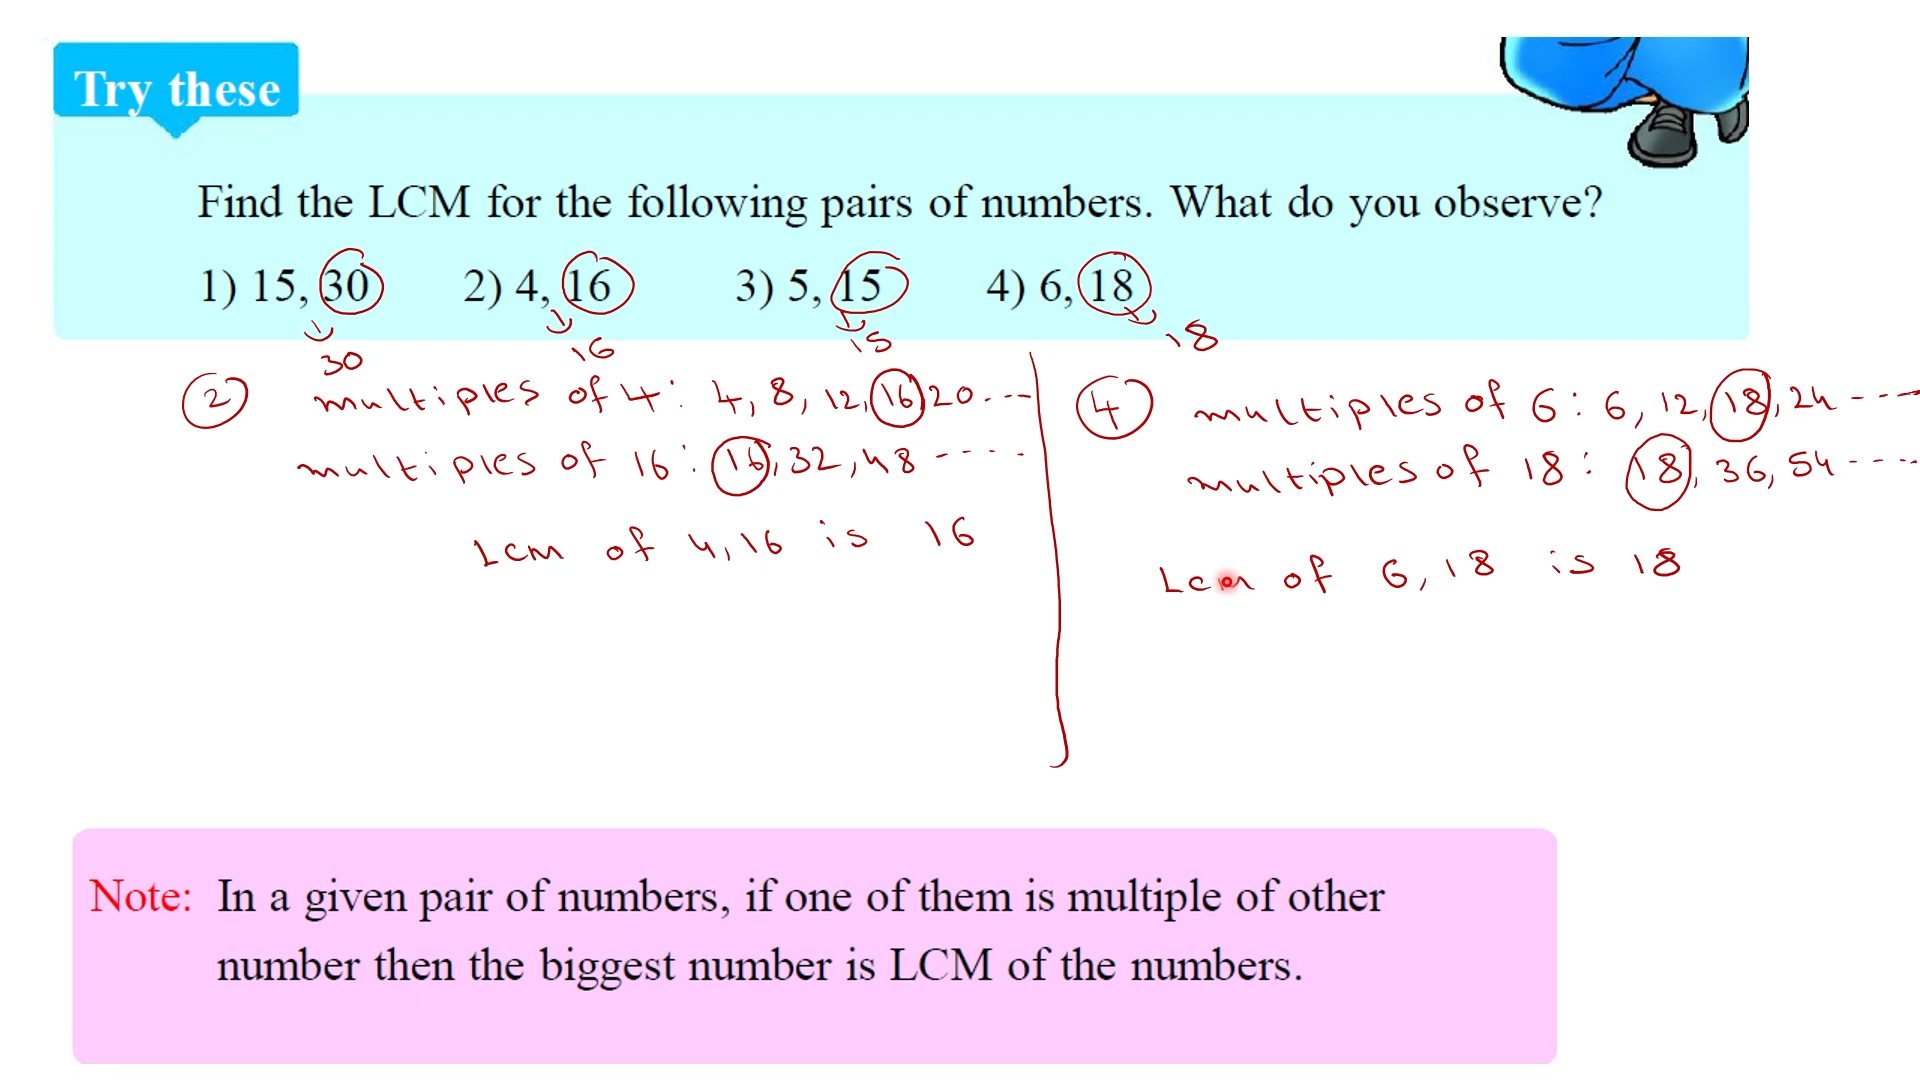 Try these
Find the LCM for the following pairs of numbers. What do you observe?
1) 15, 30 2) 4, 16 3) 5, 15 4) 6, 18
30 16 15 18
2 multiples of 4: 4, 8, 12, 16, 20 . - -
multiples of 16: 16, 32, 48 - - - -
Lcm of 4, 16 is 16
4 multiples of 6: 6, 12, 18, 24 - - - -
multiples of 18: 18, 36, 54 - - - -
Lcm of 6, 18 is 18
Note: In a given pair of numbers, if one of them is multiple of other
number then the biggest number is LCM of the numbers.